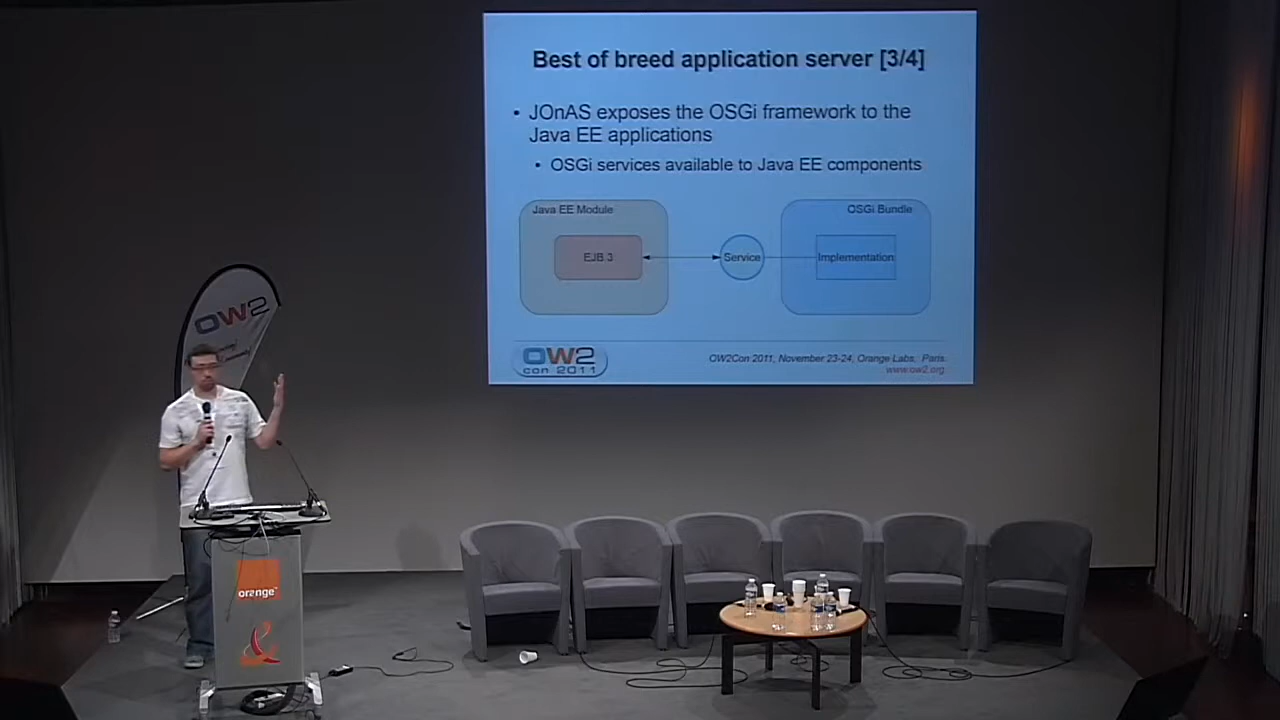 Best of breed application server [3/4]
• JOnAS exposes the OSGi framework to the
Java EE applications
• OSGi services available to Java EE components
Java EE Module
OSGi Bundle
EJB 3
Service
Implementation
OW2
con 2011
OW2Con 2011, November 23-24, Orange Labs, Paris.
www.ow2.org
OW2
orange™